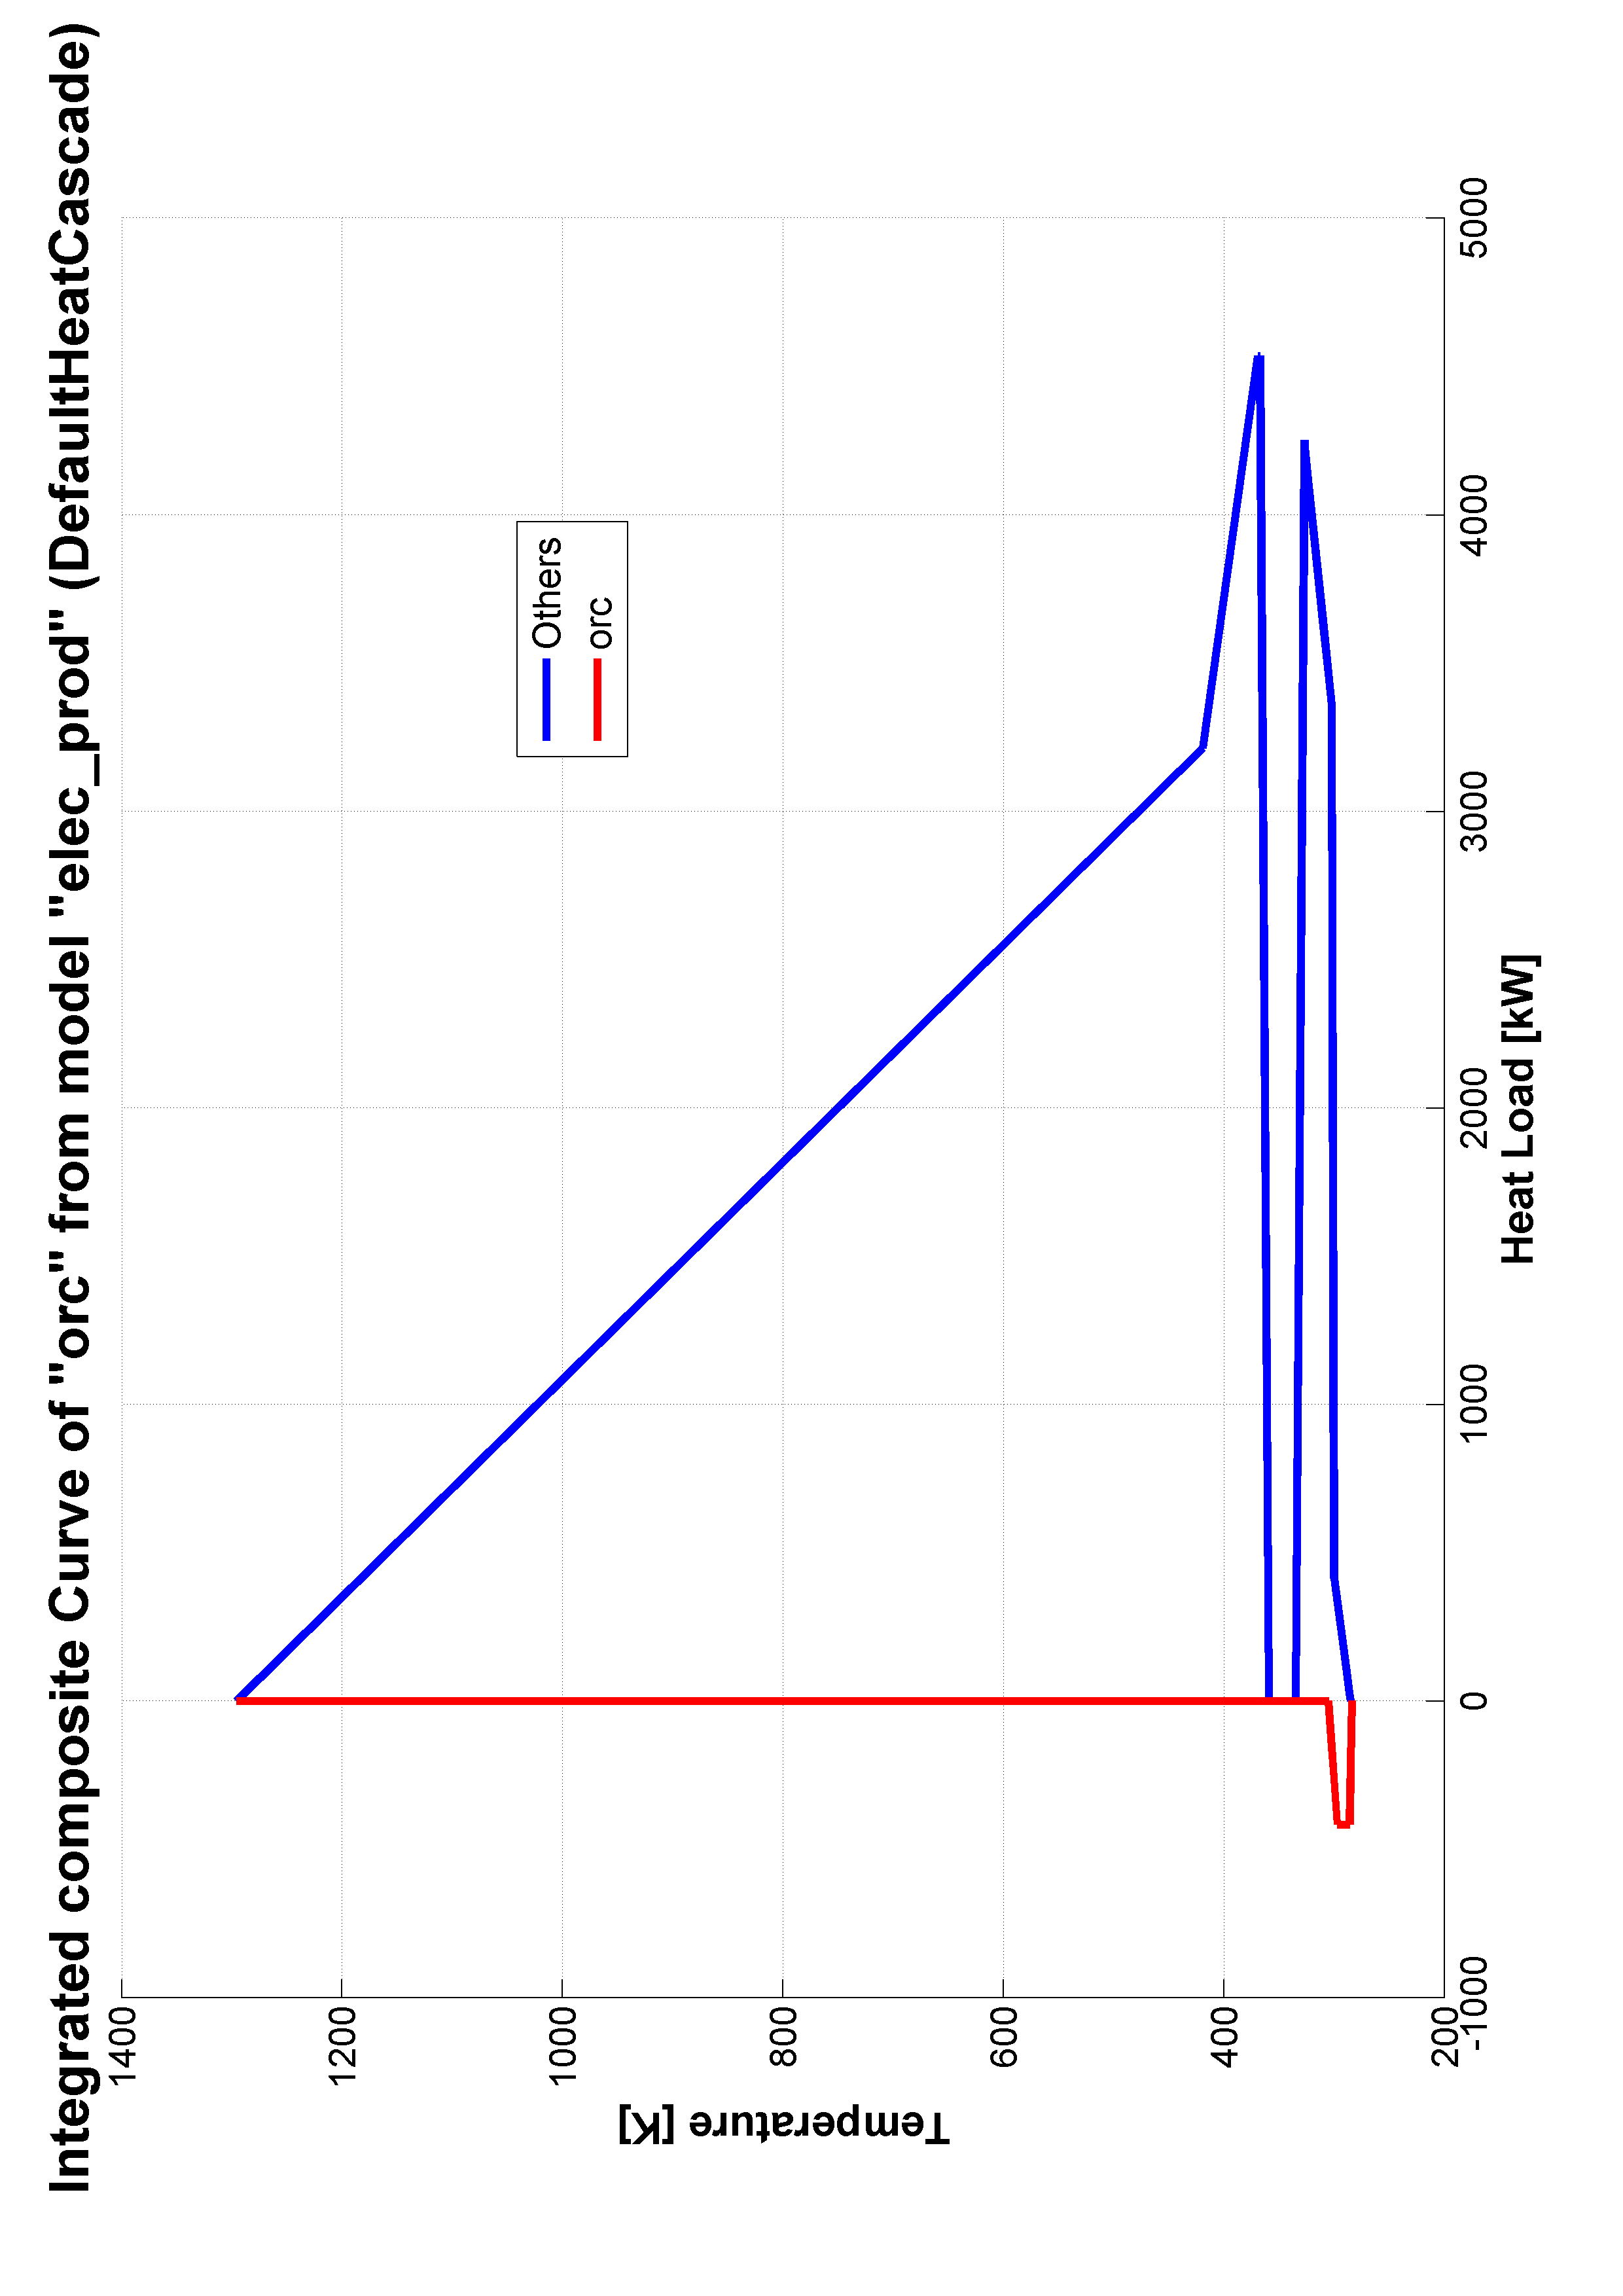 Integrated composite Curve of "orc" from model "elec_prod" (DefaultHeatCascade)
1400
1200
1000
800
600
400
200
Temperature [K]
Others
orc
-1000
0
1000
2000
3000
4000
5000
Heat Load [kW]